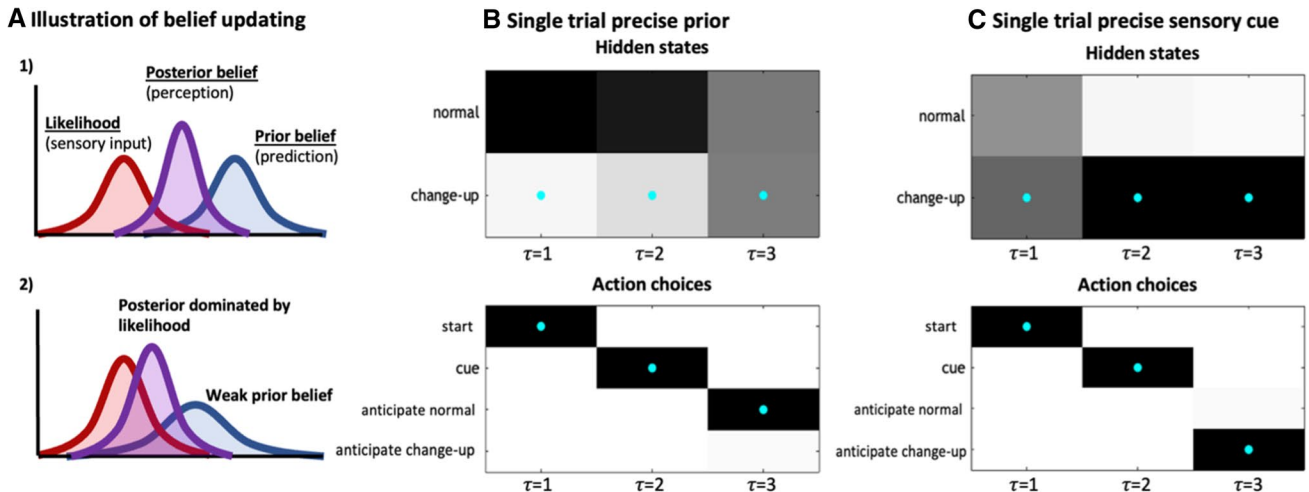 A Illustration of belief updating
1)
Posterior belief
(perception)
Likelihood
(sensory input)
Prior belief
(prediction)
2)
Posterior dominated by
likelihood
Weak prior belief
B Single trial precise prior
Hidden states
normal
change-up
τ=1 τ=2 τ=3
Action choices
start
cue
anticipate normal
anticipate change-up
τ=1 τ=2 τ=3
C Single trial precise sensory cue
Hidden states
normal
change-up
τ=1 τ=2 τ=3
Action choices
start
cue
anticipate normal
anticipate change-up
τ=1 τ=2 τ=3